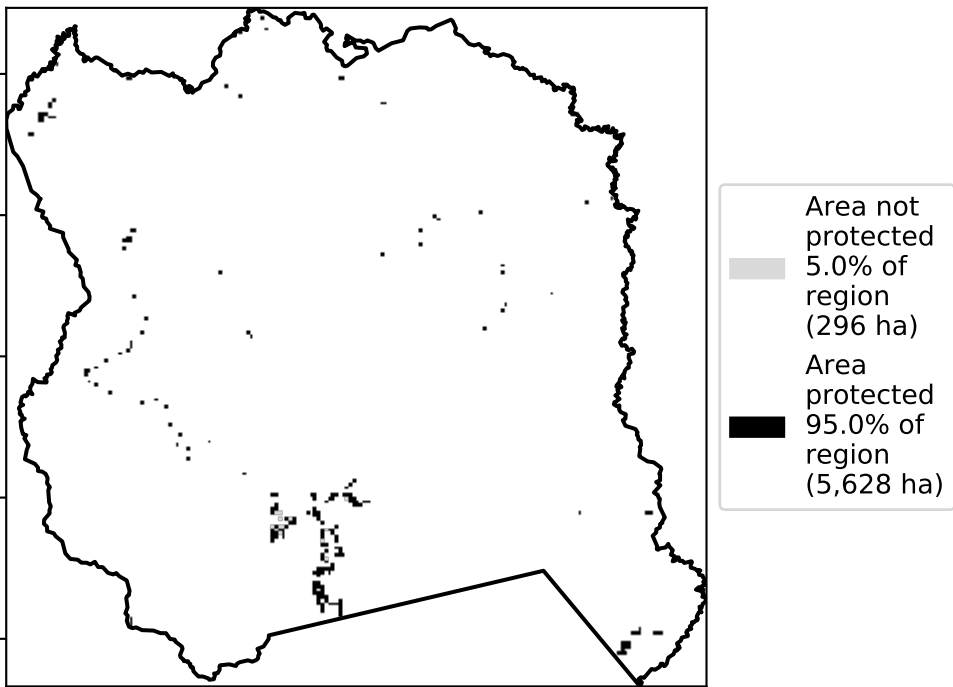 Area not
protected
5.0% of
region
(296 ha)
Area
protected
95.0% of
region
(5,628 ha)